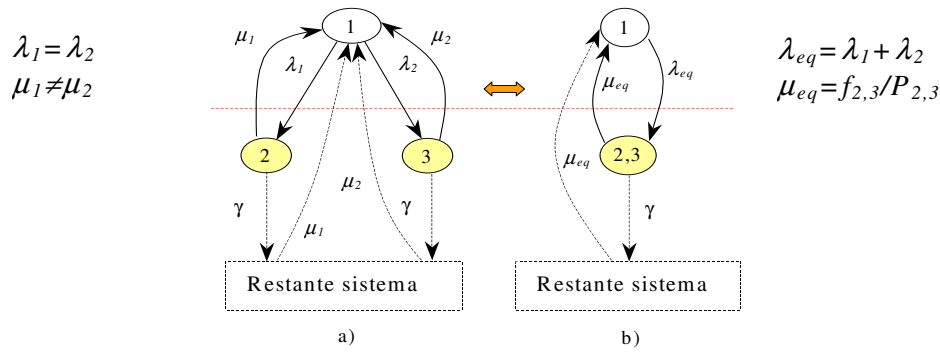 λ1 = λ2
μ1≠μ2
1
μ1
μ2
λ1
λ2
2
3
γ
μ2
γ
μ1
Restante sistema
a)
1
μeq
λeq
2,3
μeq
γ
Restante sistema
b)
λeq = λ1 + λ2
μeq = f2,3/P2,3